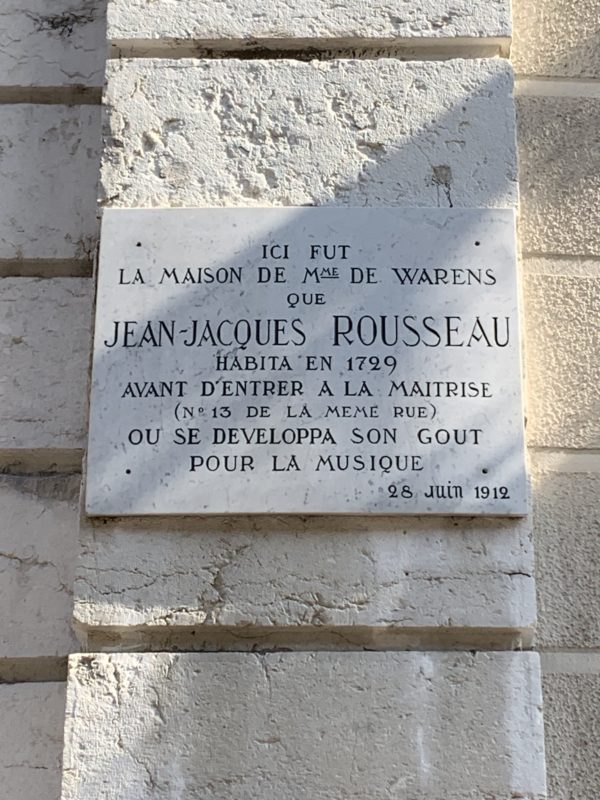 ICI FUT
LA MAISON DE MME DE WARENS
QUE
JEAN-JACQUES ROUSSEAU
HABITA EN 1729
AVANT D'ENTRER A LA MAITRISE
(No 13 DE LA MEME RUE)
OU SE DEVELOPPA SON GOUT
POUR LA MUSIQUE
28 Juin 1912